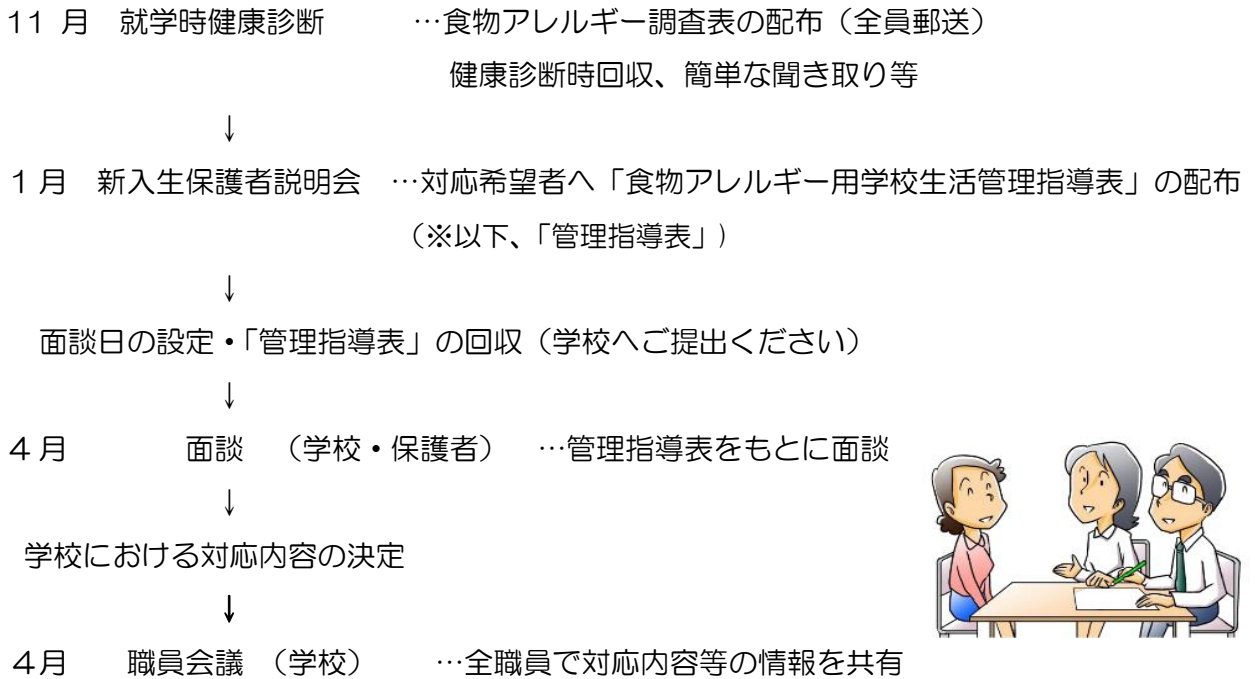 11 月 就学時健康診断 …食物アレルギー調査表の配布（全員郵送）
健康診断時回収、簡単な聞き取り等
↓
1 月 新入生保護者説明会 …対応希望者へ「食物アレルギー用学校生活管理指導表」の配布
（※以下、「管理指導表」）
↓
面談日の設定・「管理指導表」の回収（学校へご提出ください）
↓
４月 面談 （学校・保護者） …管理指導表をもとに面談
↓
学校における対応内容の決定
↓
４月 職員会議 （学校） …全職員で対応内容等の情報を共有